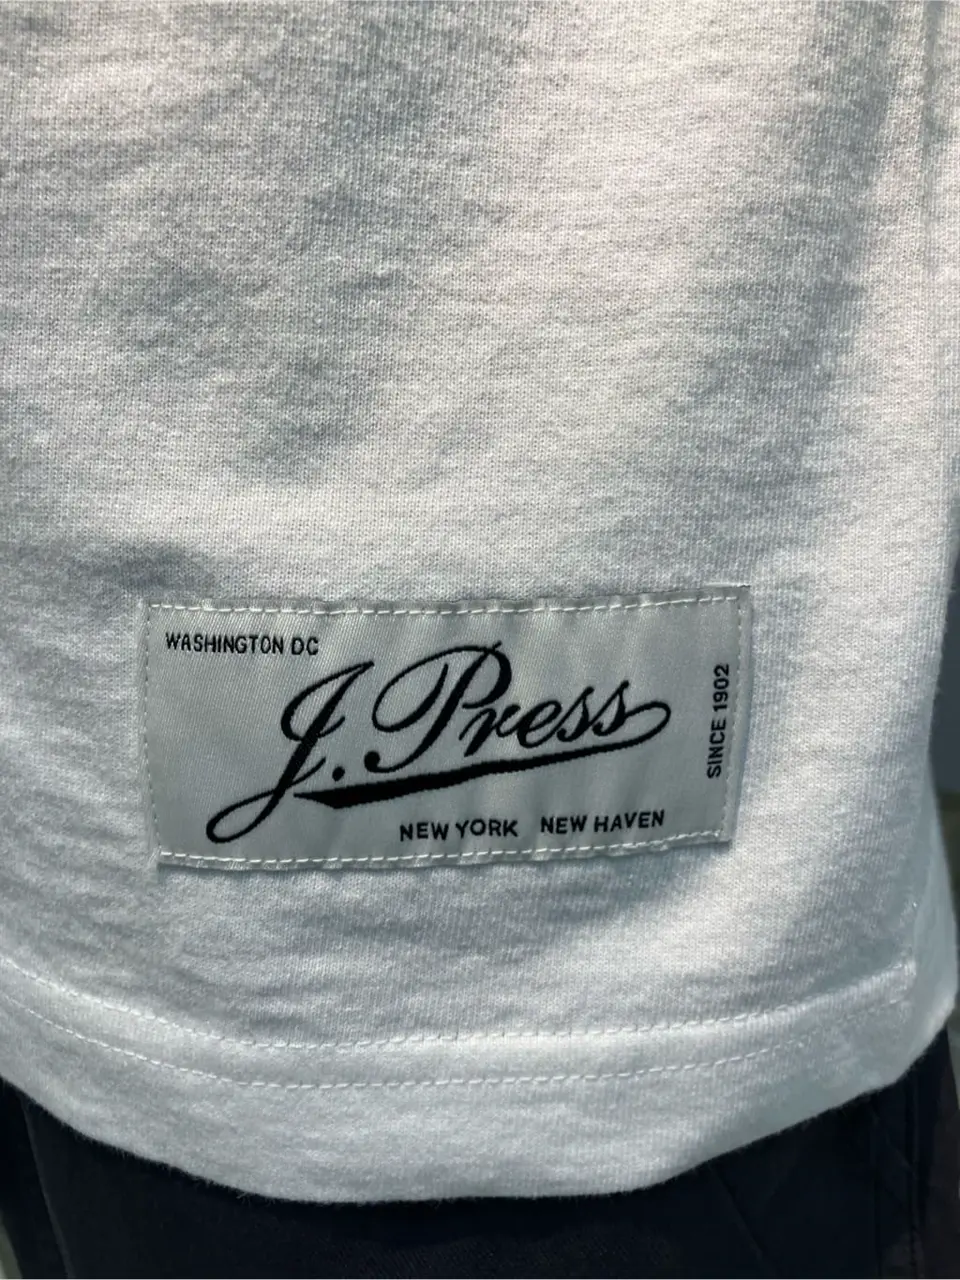 WASHINGTON DC
J. Press
SINCE 1902
NEW YORK NEW HAVEN